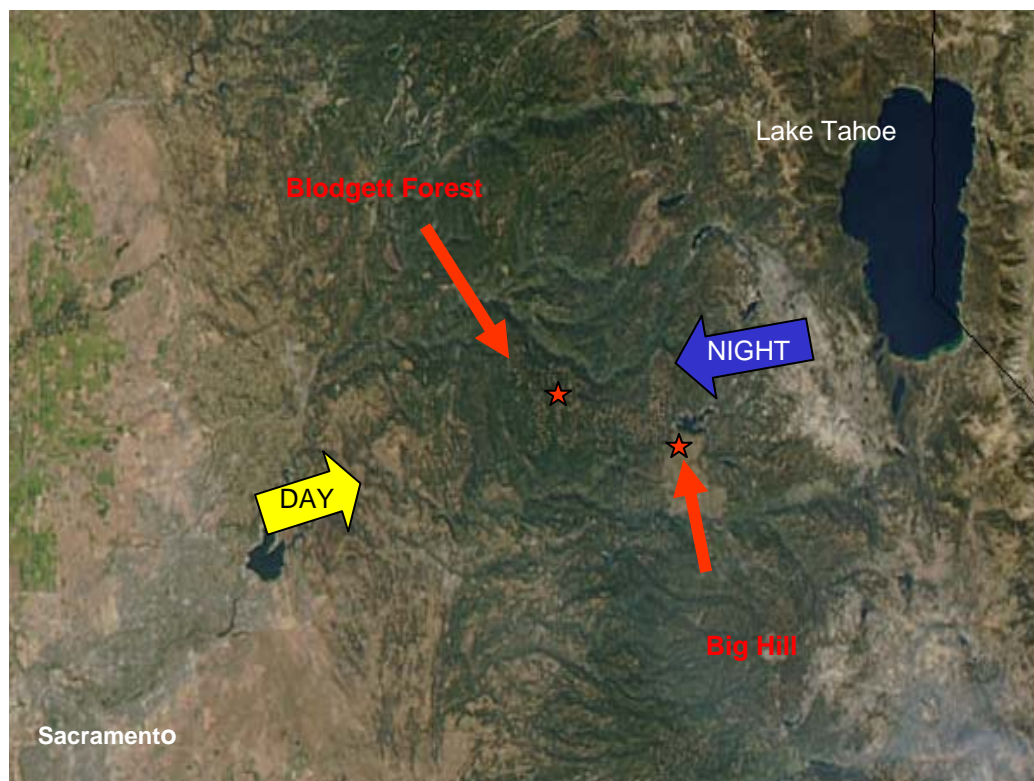 Lake Tahoe
Blodgett Forest
NIGHT
DAY
Big Hill
Sacramento